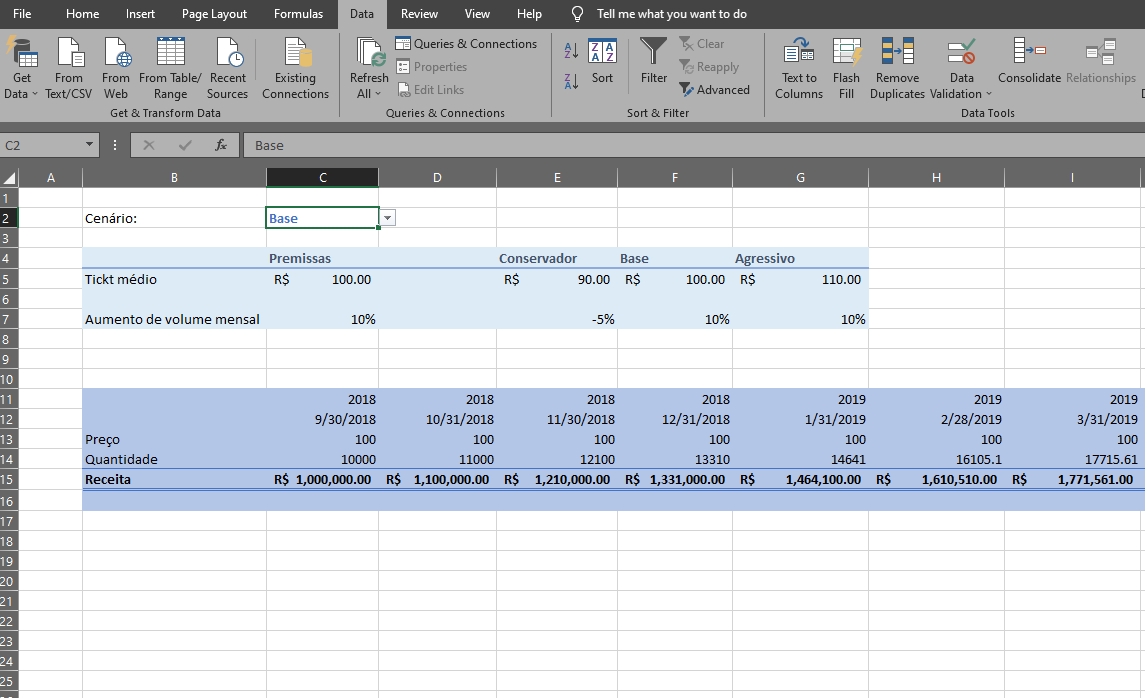 File Home Insert Page Layout Formulas Data Review View Help Tell me what you want to do
Get Data From Text/CSV From Web From Table/ Range Recent Sources Existing Connections
Get & Transform Data
Refresh All Queries & Connections
Properties
Edit Links
Queries & Connections
Sort Filter Clear
Reapply
Advanced
Sort & Filter
Text to Columns Flash Fill Remove Duplicates Data Validation Consolidate Relationships
Data Tools
C2 fx Base
A B C D E F G H I
1
2 Cenário: Base
3
4 Premissas Conservador Base Agressivo
5 Tickt médio R$ 100.00 R$ 90.00 R$ 100.00 R$ 110.00
6
7 Aumento de volume mensal 10% -5% 10% 10%
8
9
10
11 2018 2018 2018 2018 2019 2019 2019
12 9/30/2018 10/31/2018 11/30/2018 12/31/2018 1/31/2019 2/28/2019 3/31/2019
13 Preço 100 100 100 100 100 100 100
14 Quantidade 10000 11000 12100 13310 14641 16105.1 17715.61
15 Receita R$ 1,000,000.00 R$ 1,100,000.00 R$ 1,210,000.00 R$ 1,331,000.00 R$ 1,464,100.00 R$ 1,610,510.00 R$ 1,771,561.00
16
17
18
19
20
21
22
23
24
25